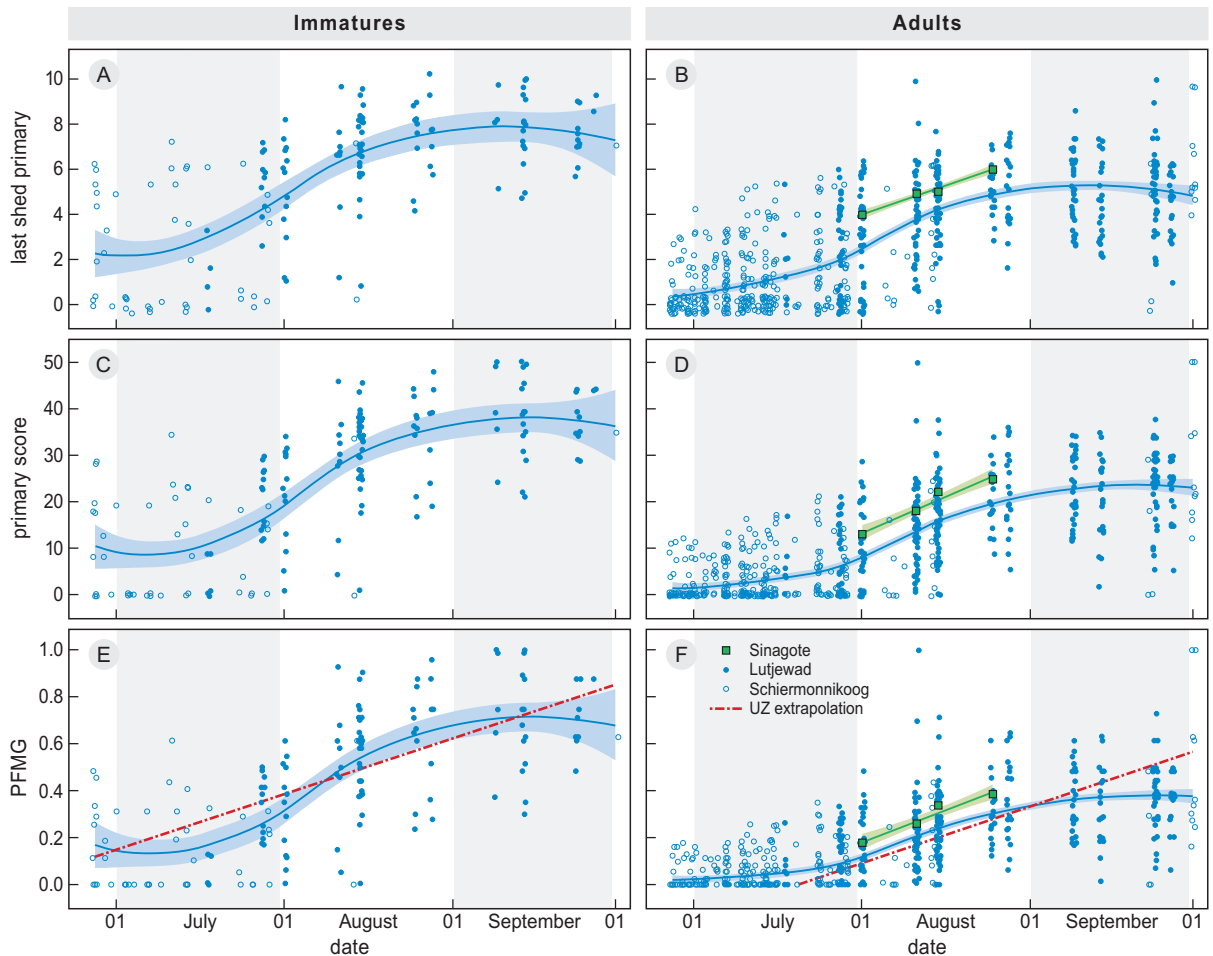 Immatures
Adults
A
B
last shed primary
10
8
6
4
2
0
C
D
primary score
50
40
30
20
10
0
E
F
PFMG
1.0
0.8
0.6
0.4
0.2
0.0
Sinagote
Lutjewad
Schiermonnikoog
UZ extrapolation
01 July 01 August 01 September 01
date
01 July 01 August 01 September 01
date